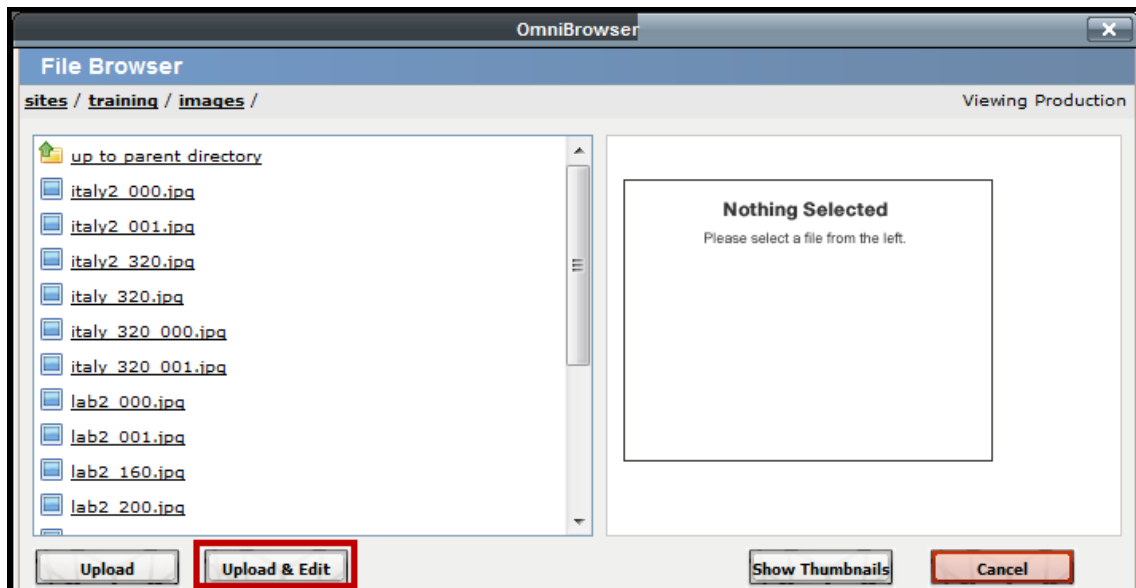 OmniBrowser
File Browser
sites / training / images /
Viewing Production
up to parent directory
italy2_000.jpg
italy2_001.jpg
italy2_320.jpg
italy_320.jpg
italy_320_000.jpg
italy_320_001.jpg
lab2_000.jpg
lab2_001.jpg
lab2_160.jpg
lab2_200.jpg
Nothing Selected
Please select a file from the left.
Upload
Upload & Edit
Show Thumbnails
Cancel